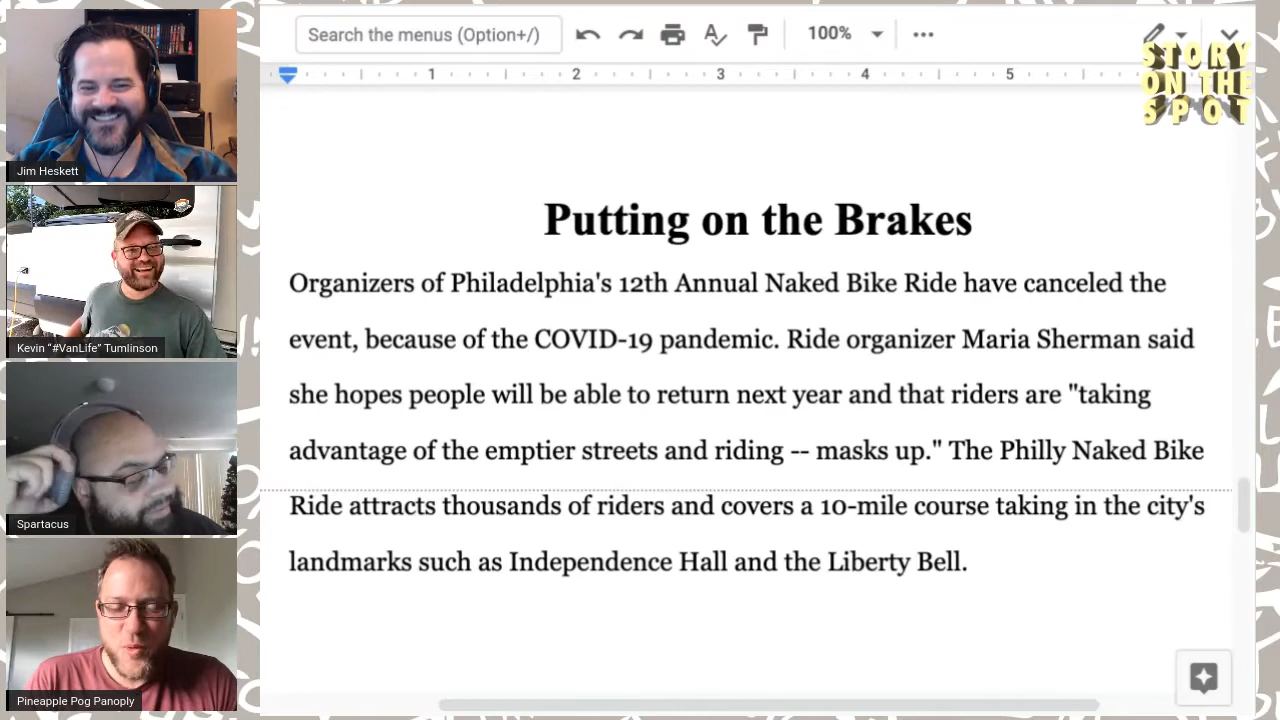 Search the menus (Option+/)
100%
1 2 3 4 5
STORY
ON THE
SPOT
Jim Heskett
Kevin “#VanLife” Tumlinson
Spartacus
Pineapple Pog Panoply
Putting on the Brakes
Organizers of Philadelphia's 12th Annual Naked Bike Ride have canceled the
event, because of the COVID-19 pandemic. Ride organizer Maria Sherman said
she hopes people will be able to return next year and that riders are "taking
advantage of the emptier streets and riding -- masks up." The Philly Naked Bike
Ride attracts thousands of riders and covers a 10-mile course taking in the city's
landmarks such as Independence Hall and the Liberty Bell.